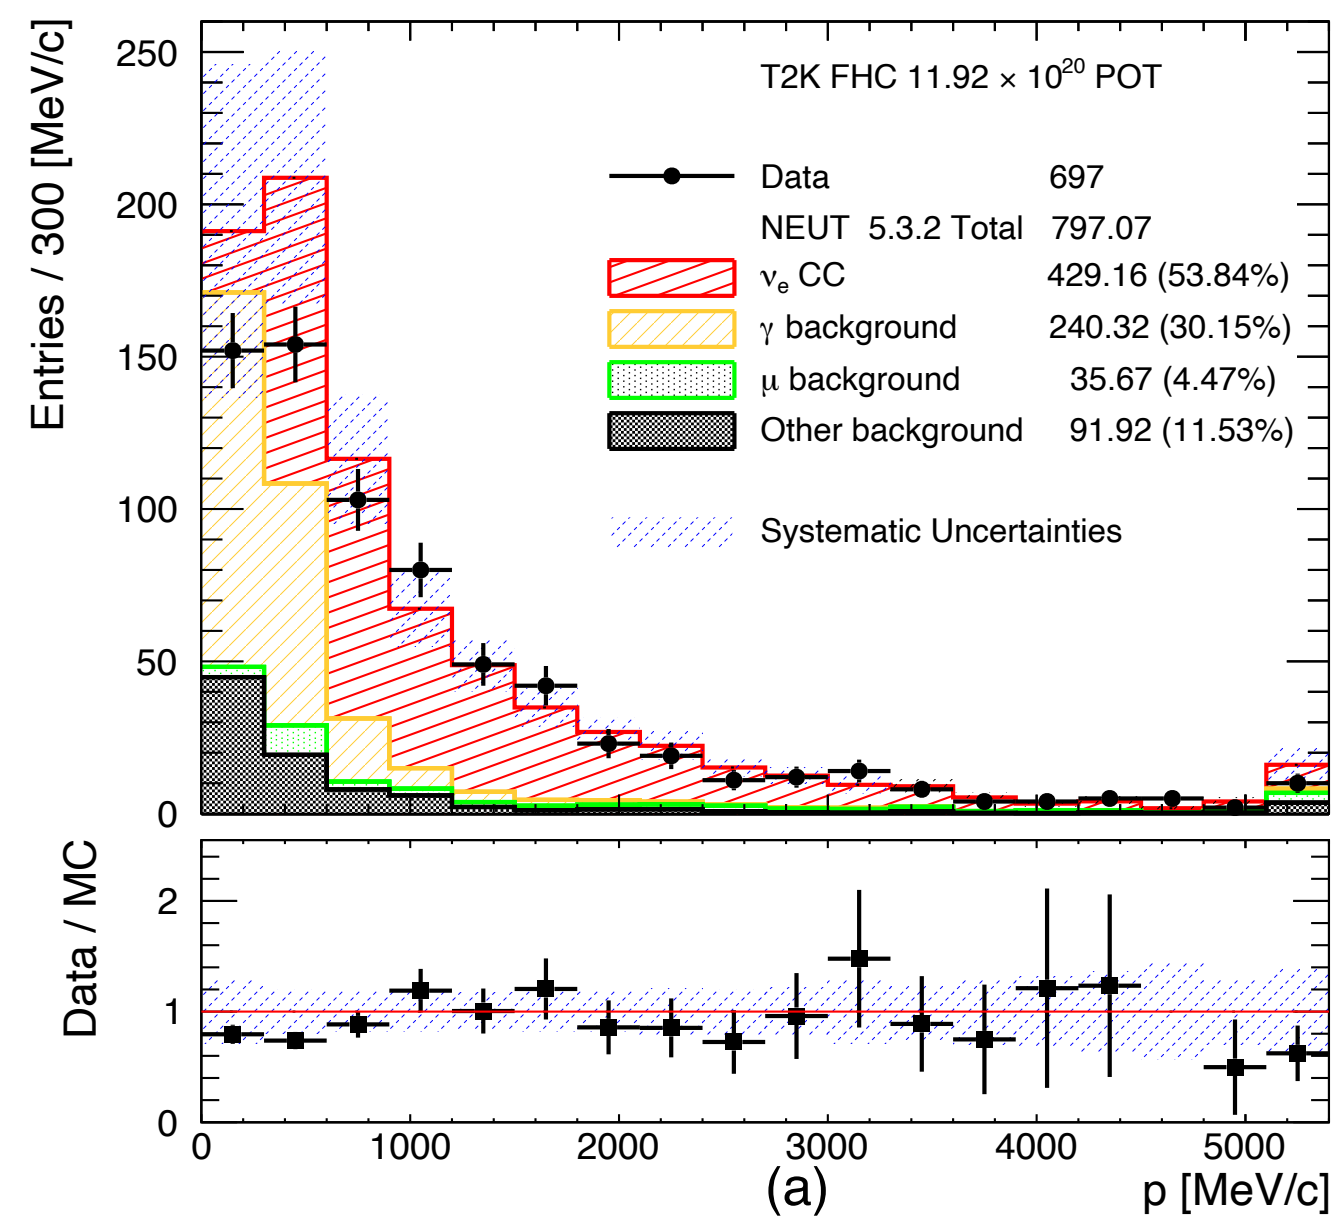 T2K FHC 11.92 × 10²⁰ POT
Data 697
NEUT 5.3.2 Total 797.07
νₑ CC 429.16 (53.84%)
γ background 240.32 (30.15%)
μ background 35.67 (4.47%)
Other background 91.92 (11.53%)
Systematic Uncertainties
Entries / 300 [MeV/c]
250
200
150
100
50
0
Data / MC
2
1
0
0 1000 2000 3000 4000 5000
(a) p [MeV/c]